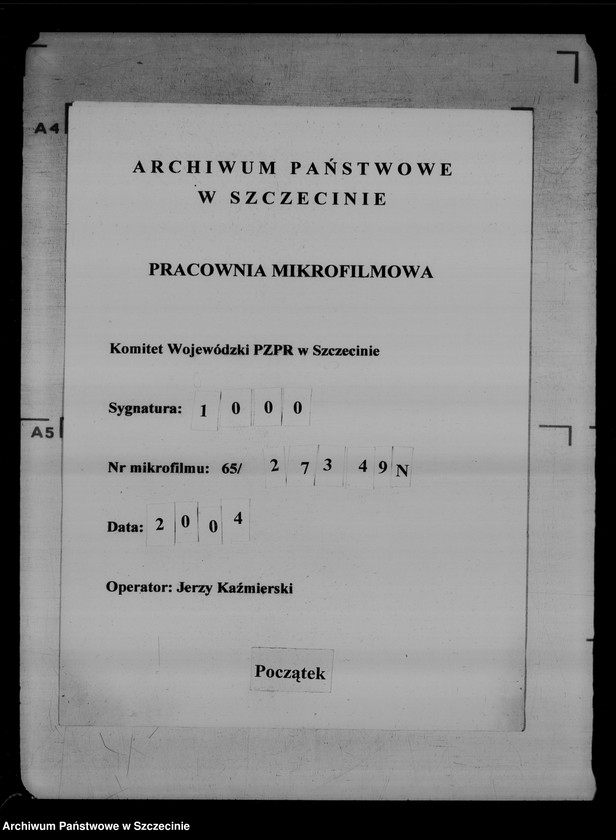 A4
ARCHIWUM PAŃSTWOWE
W SZCZECINIE
PRACOWNIA MIKROFILMOWA
Komitet Wojewódzki PZPR w Szczecinie
Sygnatura: 1 0 0 0
A5
Nr mikrofilmu: 65/ 2 7 3 4 9 N
Data: 2 0 0 4
Operator: Jerzy Kaźmierski
Początek
Archiwum Państwowe w Szczecinie